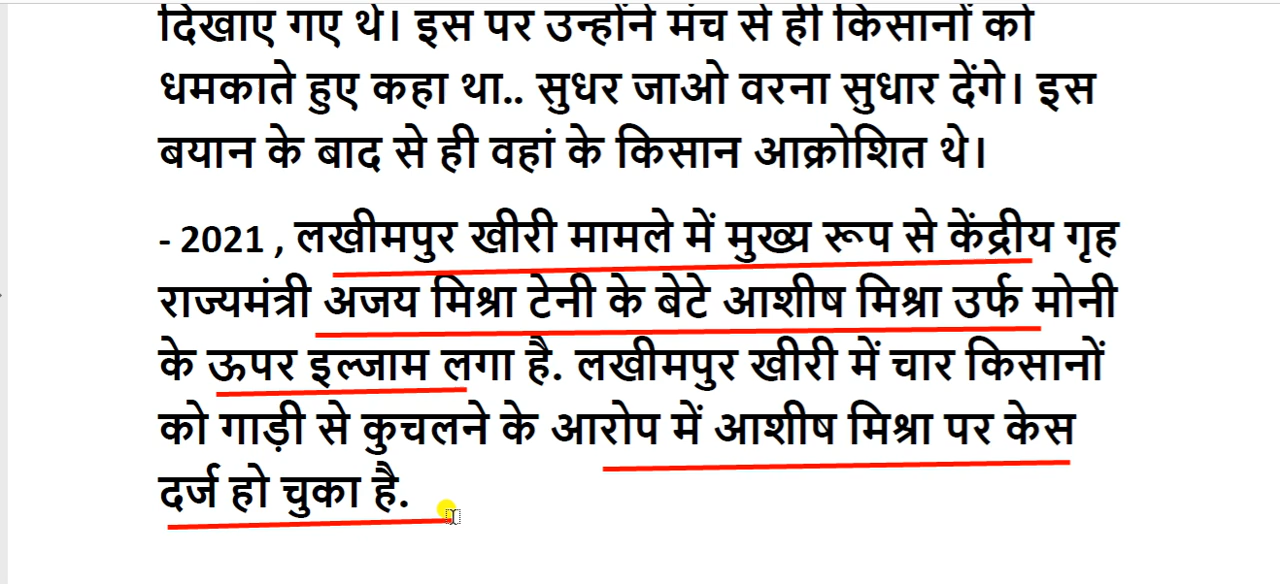 दिखाए गए थे। इस पर उन्होंने मंच से ही किसानों को
धमकाते हुए कहा था.. सुधर जाओ वरना सुधार देंगे। इस
बयान के बाद से ही वहां के किसान आक्रोशित थे।
- 2021 , लखीमपुर खीरी मामले में मुख्य रूप से केंद्रीय गृह
राज्यमंत्री अजय मिश्रा टेनी के बेटे आशीष मिश्रा उर्फ मोनी
के ऊपर इल्जाम लगा है. लखीमपुर खीरी में चार किसानों
को गाड़ी से कुचलने के आरोप में आशीष मिश्रा पर केस
दर्ज हो चुका है.